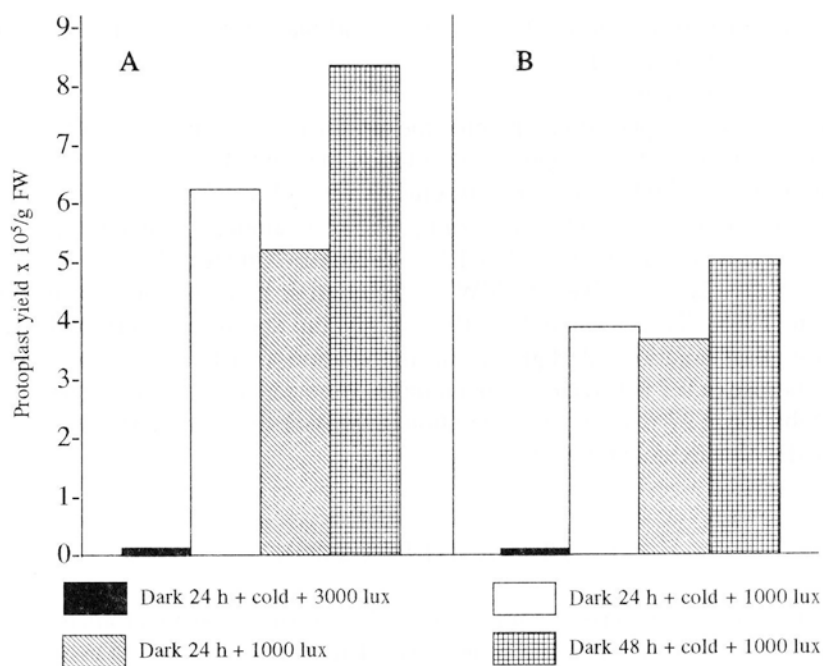 A
B
Protoplast yield x 10⁵/g FW
9-
8-
7-
6-
5-
4-
3-
2-
1-
0-
Dark 24 h + cold + 3000 lux
Dark 24 h + cold + 1000 lux
Dark 24 h + 1000 lux
Dark 48 h + cold + 1000 lux